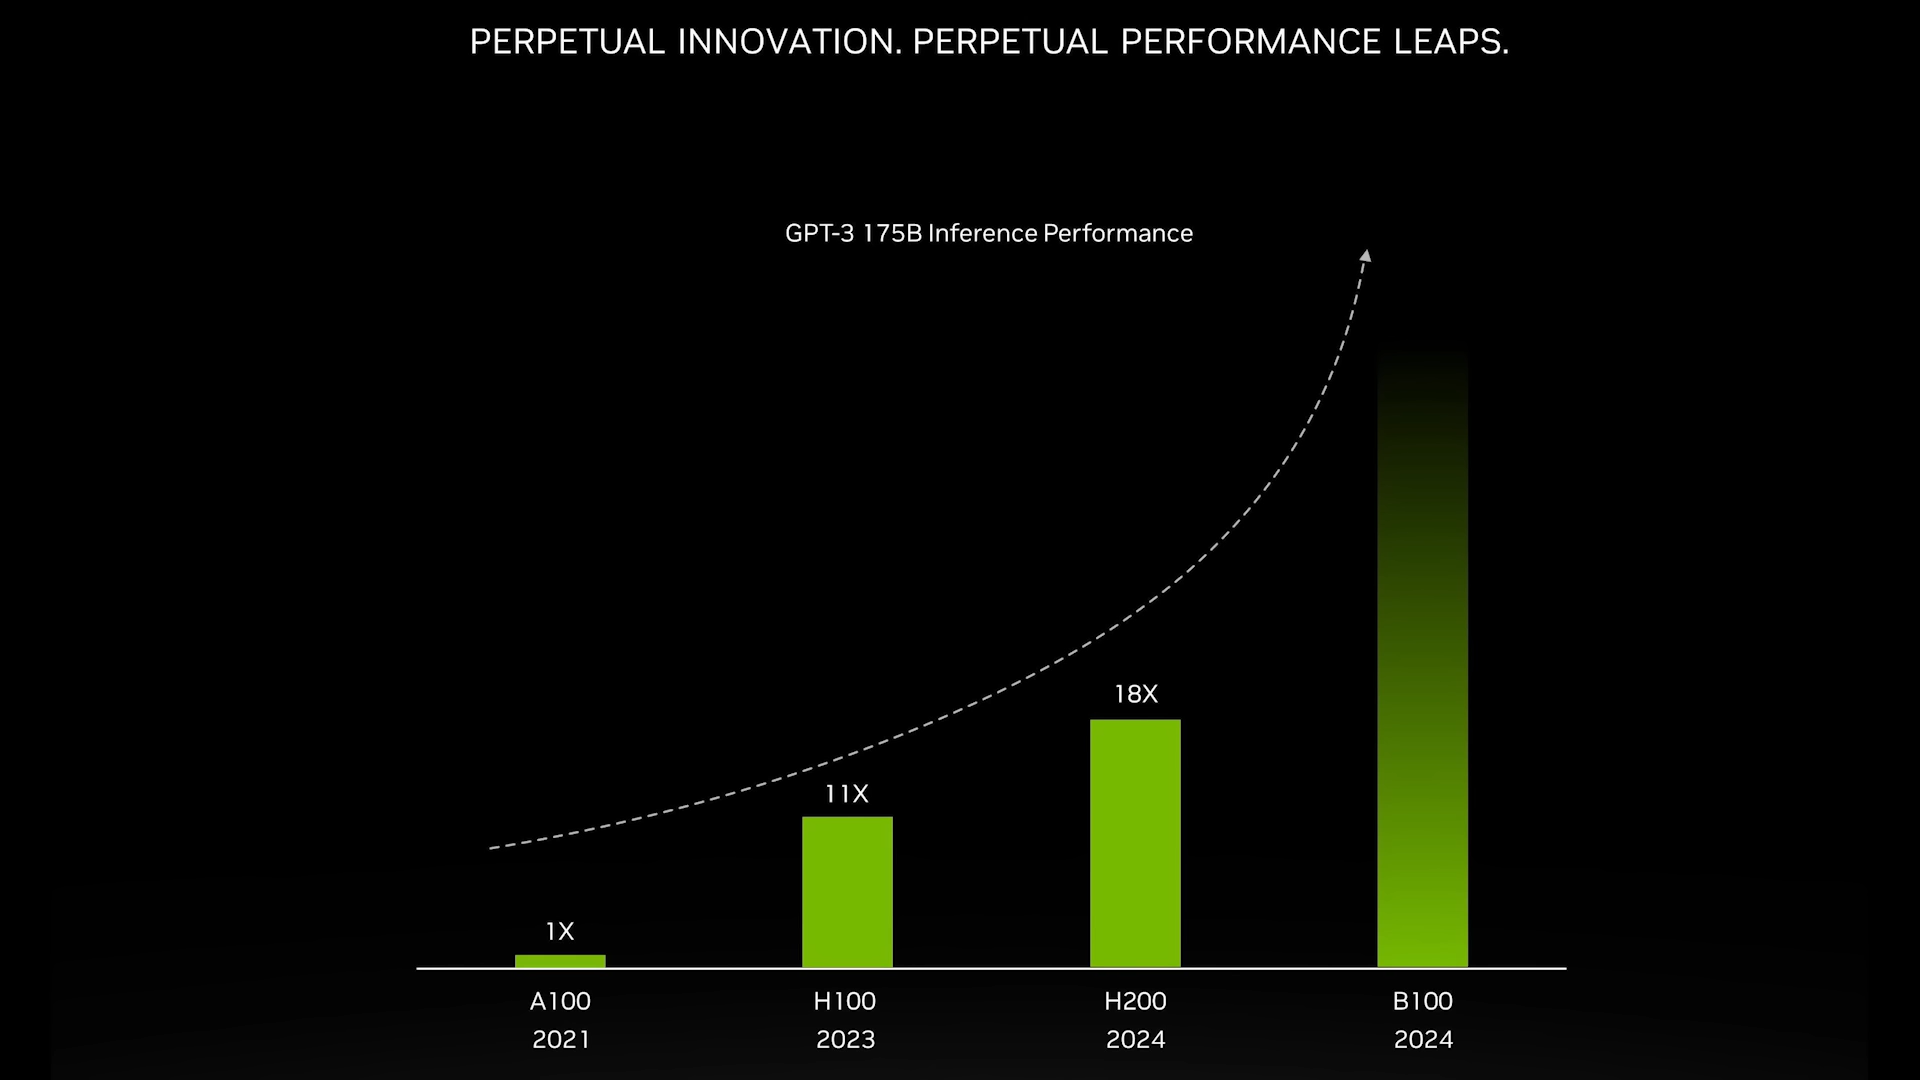 PERPETUAL INNOVATION. PERPETUAL PERFORMANCE LEAPS.
GPT-3 175B Inference Performance
18X
11X
1X
A100 H100 H200 B100
2021 2023 2024 2024